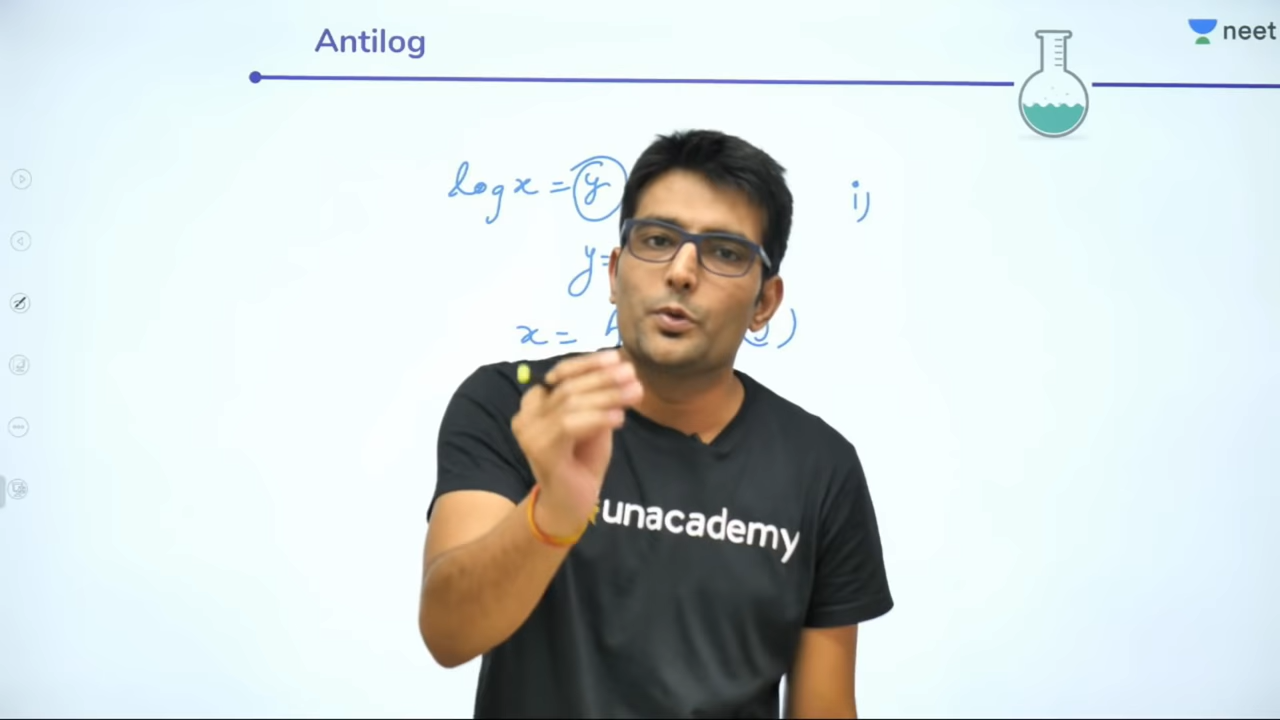 Antilog
neet
log x = y
i)
y=
x =
)
unacademy